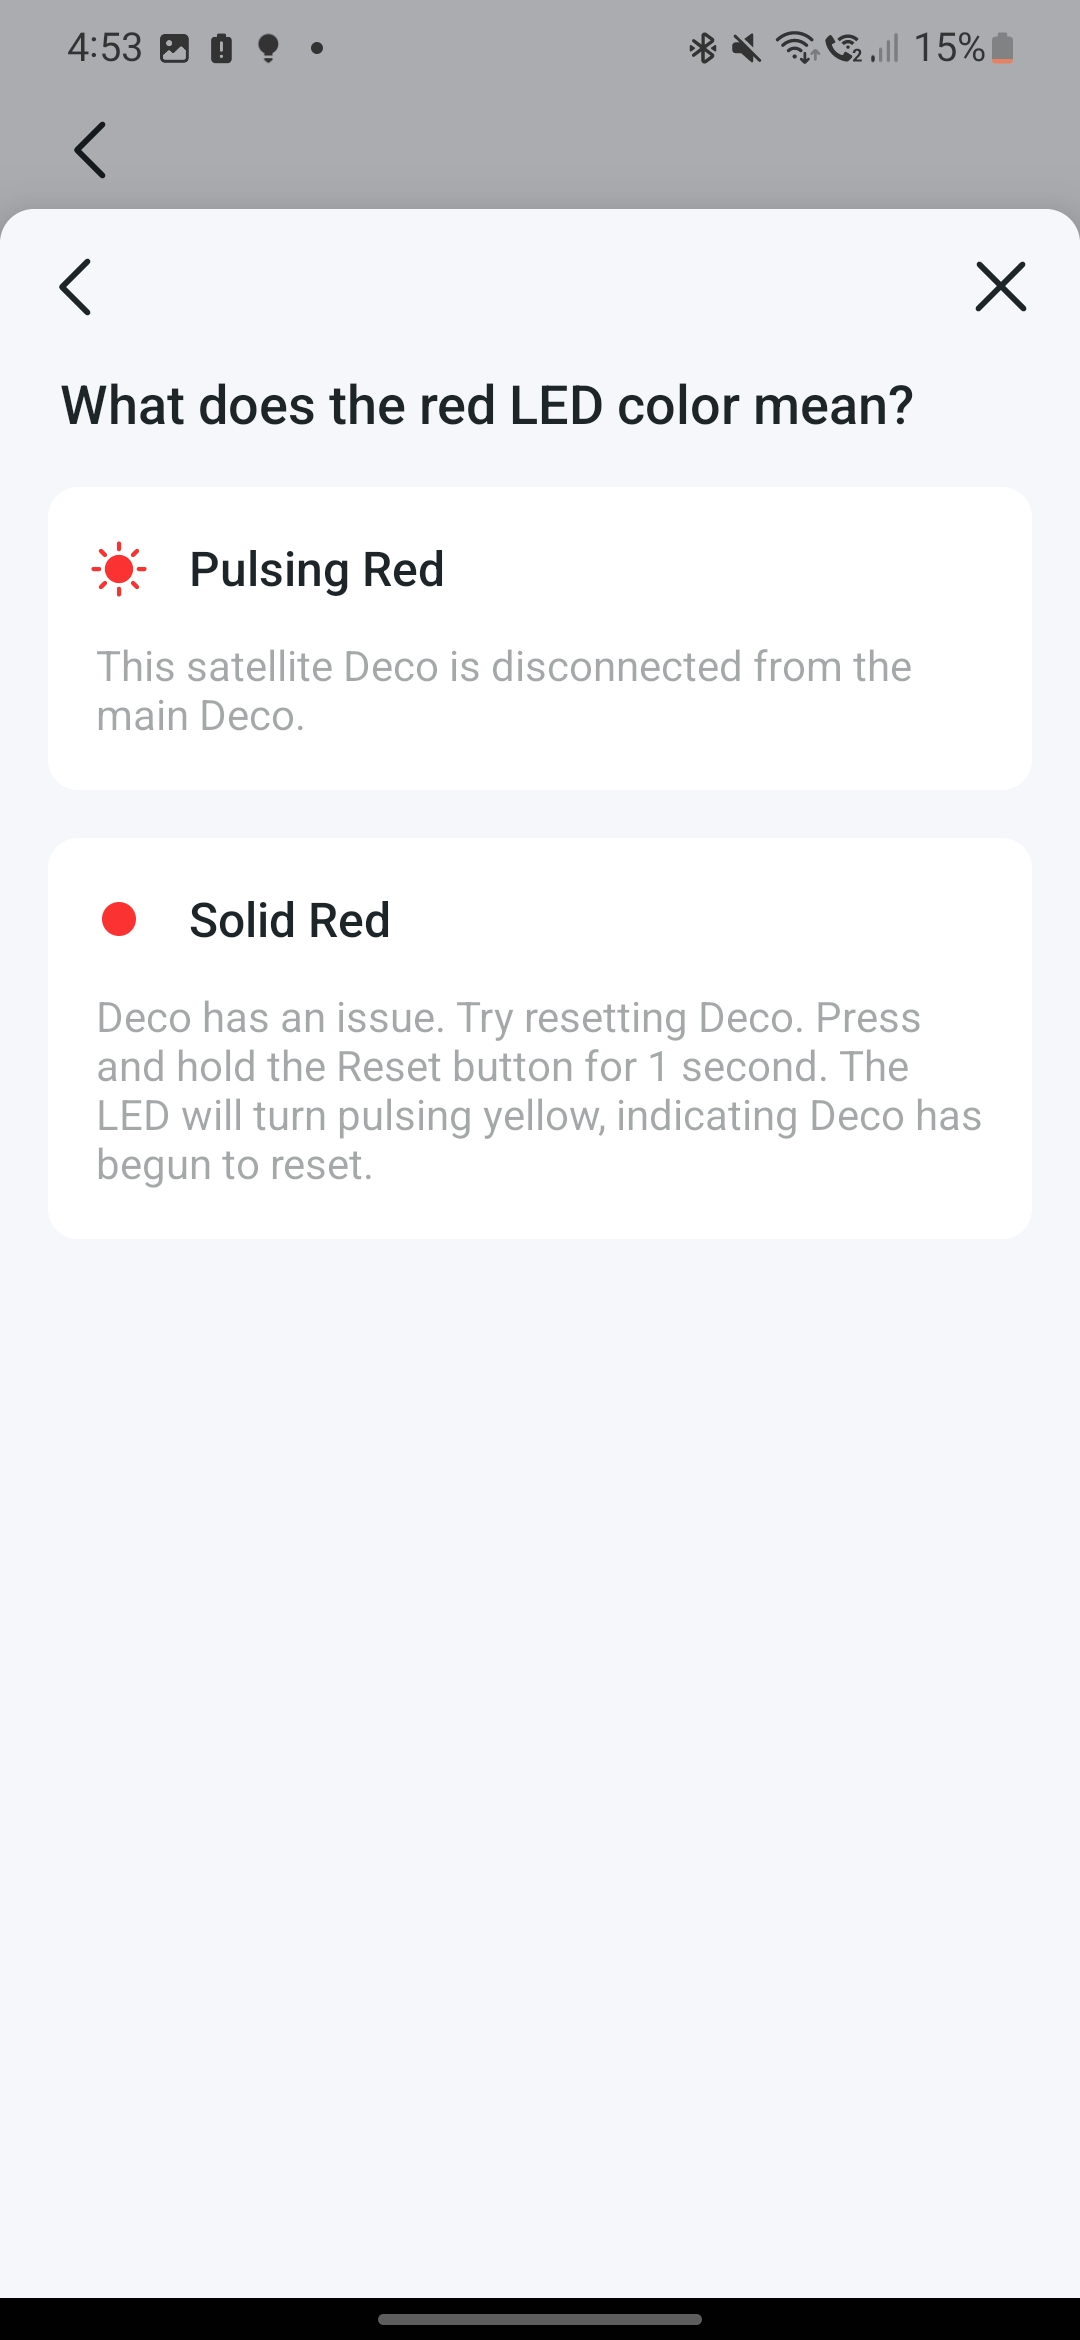 4:53
2
15%
What does the red LED color mean?
Pulsing Red
This satellite Deco is disconnected from the
main Deco.
Solid Red
Deco has an issue. Try resetting Deco. Press
and hold the Reset button for 1 second. The
LED will turn pulsing yellow, indicating Deco has
begun to reset.